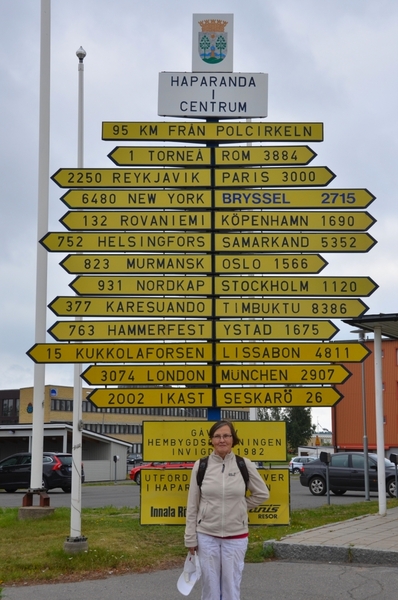 HAPARANDA
I
CENTRUM
95 KM FRÅN POLCIRKELN
1 TORNEÅ ROM 3884
2250 REYKJAVIK PARIS 3000
6480 NEW YORK BRYSSEL 2715
132 ROVANIEMI KÖPENHAMN 1690
752 HELSINGFORS SAMARKAND 5352
823 MURMANSK OSLO 1566
931 NORDKAP STOCKHOLM 1120
377 KARESUANDO TIMBUKTU 8386
763 HAMMERFEST YSTAD 1675
15 KUKKOLAFORSEN LISSABON 4811
3074 LONDON MÜNCHEN 2907
2002 IKAST SESKARÖ 26
HEMBYGDSFÖRENINGEN
INVIGD 1982
I HAPAR
Innala